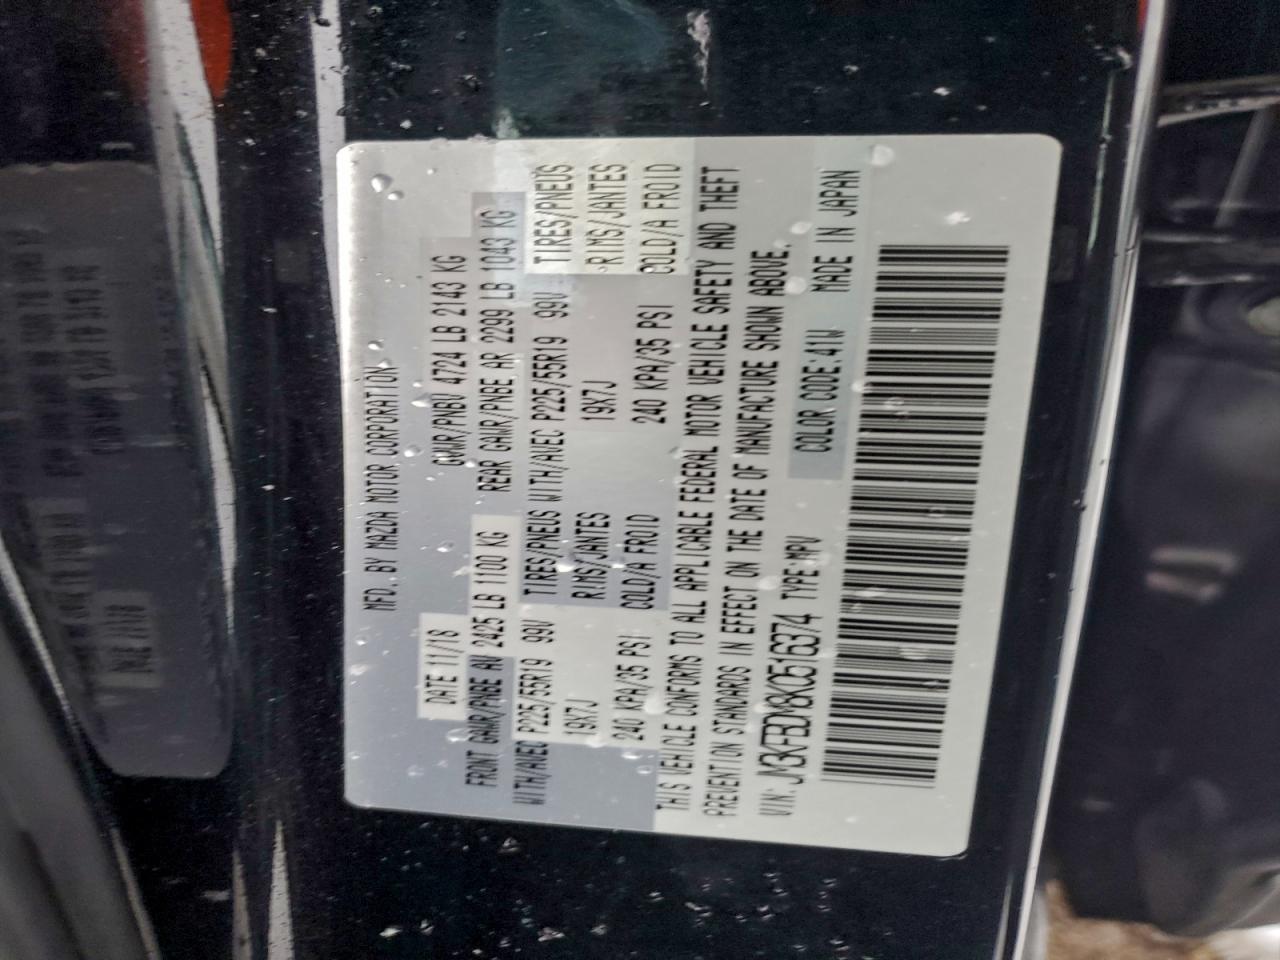 MFD. BY MAZDA MOTOR CORPORATION
DATE 11/18 GVWR/PNBV 4724 LB 2143 KG
FRONT GAWR/PNBE AV 2425 LB 1100 KG REAR GAWR/PNBE AR 2299 LB 1043 KG
WITH/AVEC P225/55R19 99V TIRES/PNEUS WITH/AVEC P225/55R19 99V TIRES/PNEUS
19X7J RIMS/JANTES 19X7J RIMS/JANTES
240 KPA/35 PSI COLD/A FROID 240 KPA/35 PSI COLD/A FROID
THIS VEHICLE CONFORMS TO ALL APPLICABLE FEDERAL MOTOR VEHICLE SAFETY AND THEFT
PREVENTION STANDARDS IN EFFECT ON THE DATE OF MANUFACTURE SHOWN ABOVE.
VIN: JM3KFBDY8K0516374 TYPE:MPV COLOR CODE:41W MADE IN JAPAN